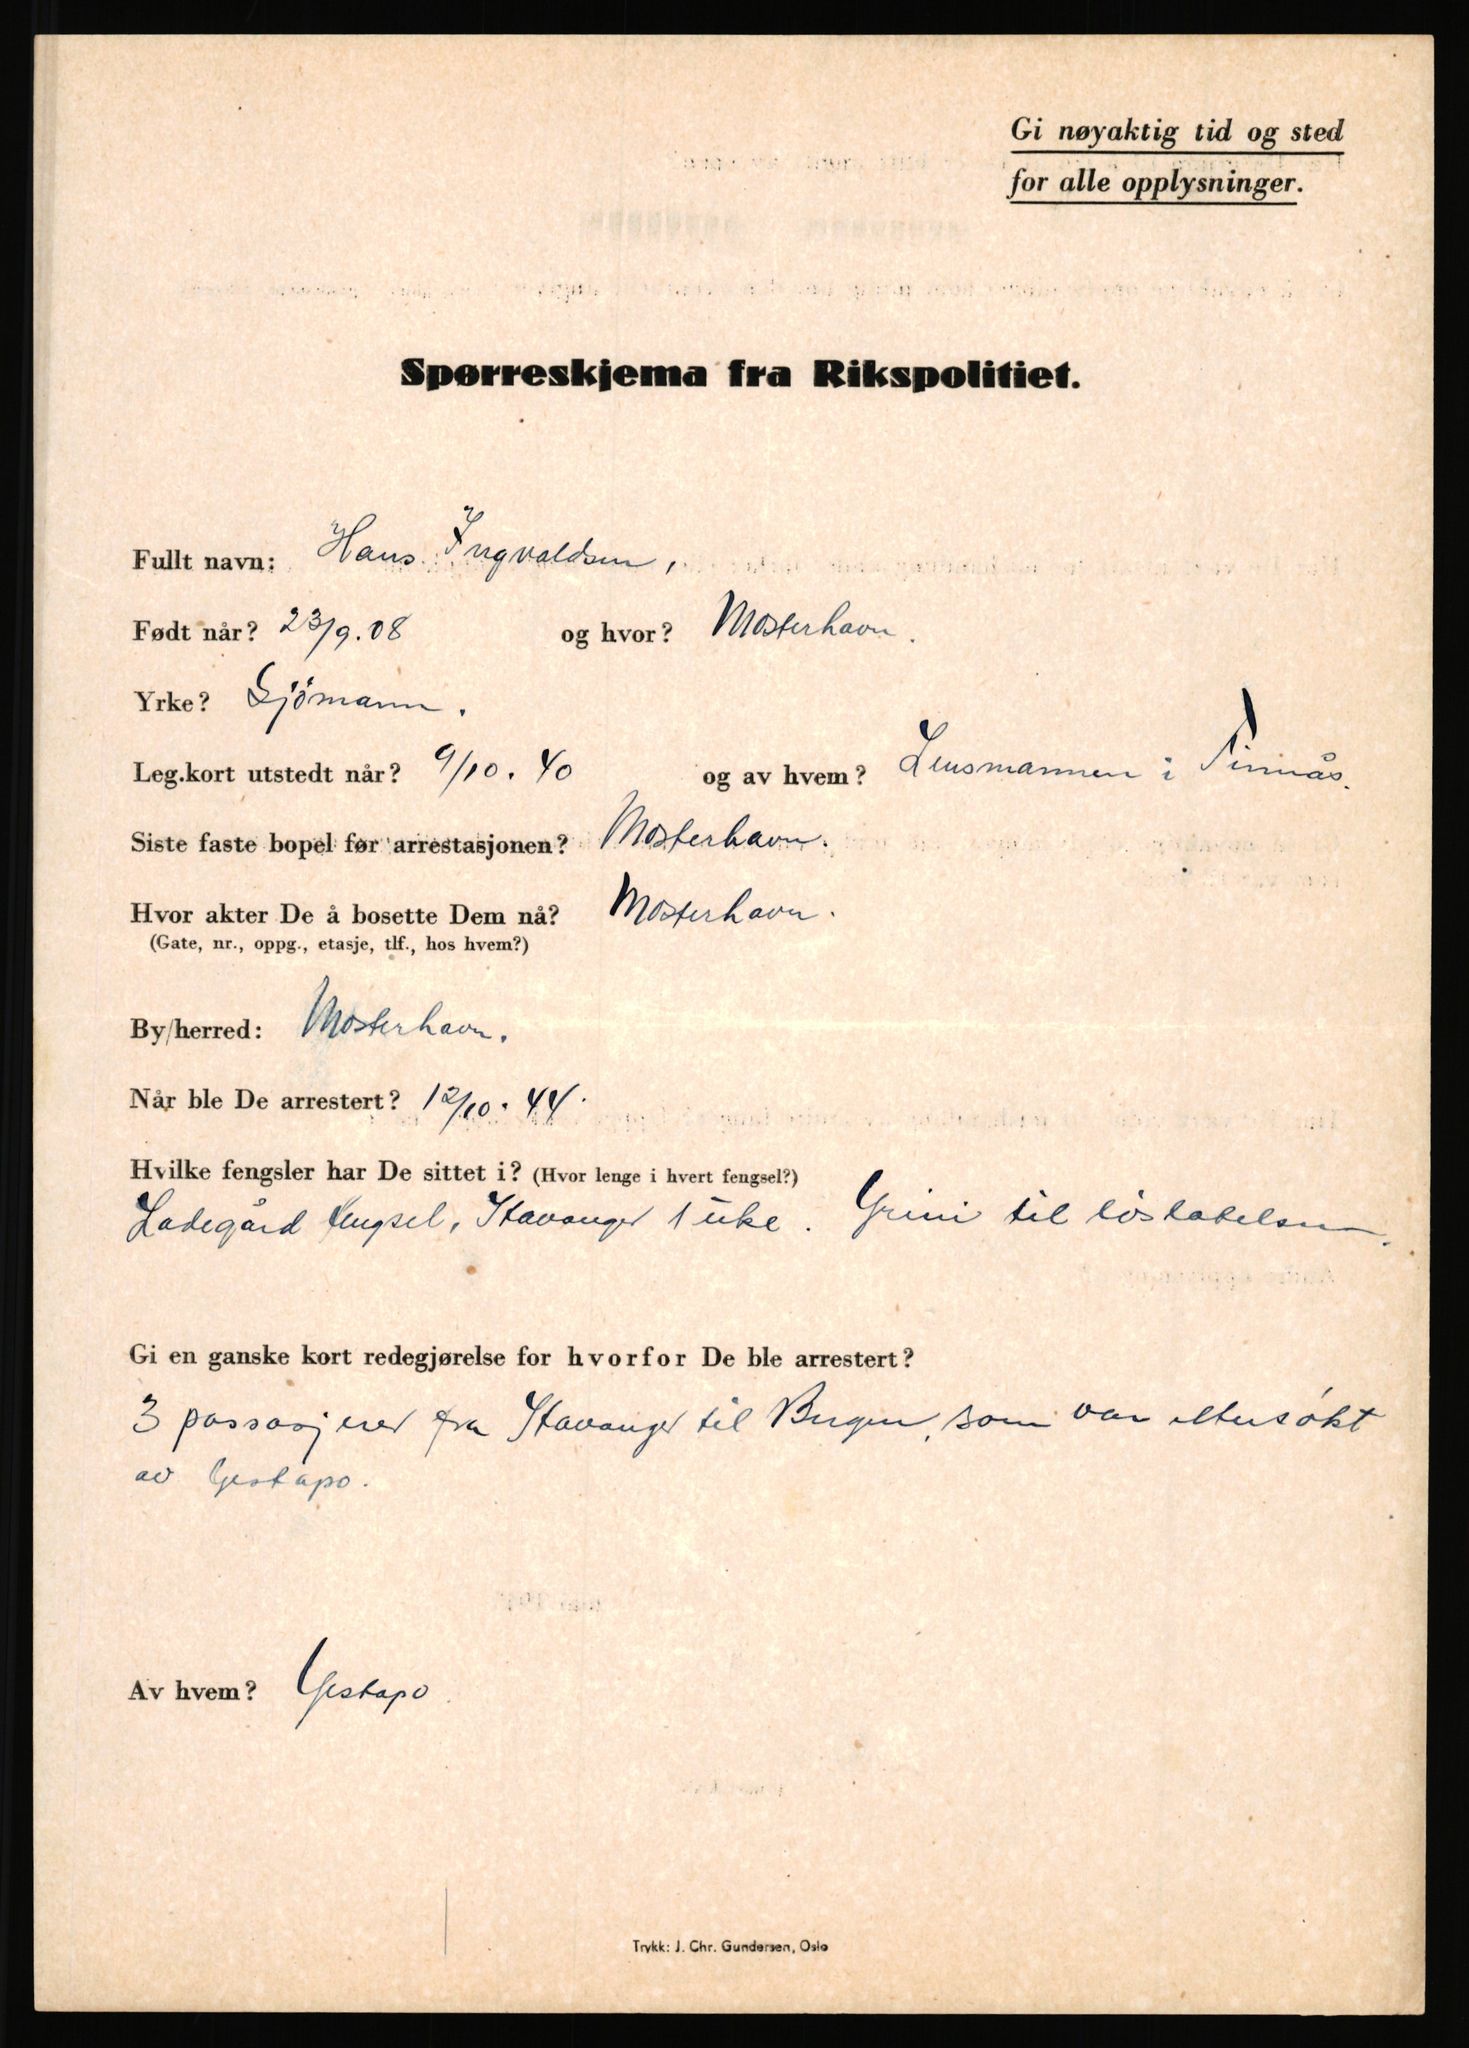 Gi nøyaktig tid og sted
for alle opplysninger.
Spørreskjema fra Rikspolitiet.
Fullt navn: Hans Ingvaldsen,
Født når? 23/9.08 og hvor? Mosterhavn.
Yrke? Sjömann.
Leg.kort utstedt når? 9/10.40 og av hvem? Lensmannen i Finnås.
Siste faste bopel før arrestasjonen? Mosterhavn.
Hvor akter De å bosette Dem nå? Mosterhavn.
(Gate, nr., oppg., etasje, tlf., hos hvem?)
By/herred: Mosterhavn.
Når ble De arrestert? 12/10.44.
Hvilke fengsler har De sittet i? (Hvor lenge i hvert fengsel?)
Ladegård fengsel, Stavanger 1 uke. Grini til löslatelsen.
Gi en ganske kort redegjørelse for hvorfor De ble arrestert?
3 passasjerer fra Stavanger til Bergen, som var ettersökt
av Gestapo.
Av hvem? Gestapo.
Trykk: J. Chr. Gundersen, Oslo